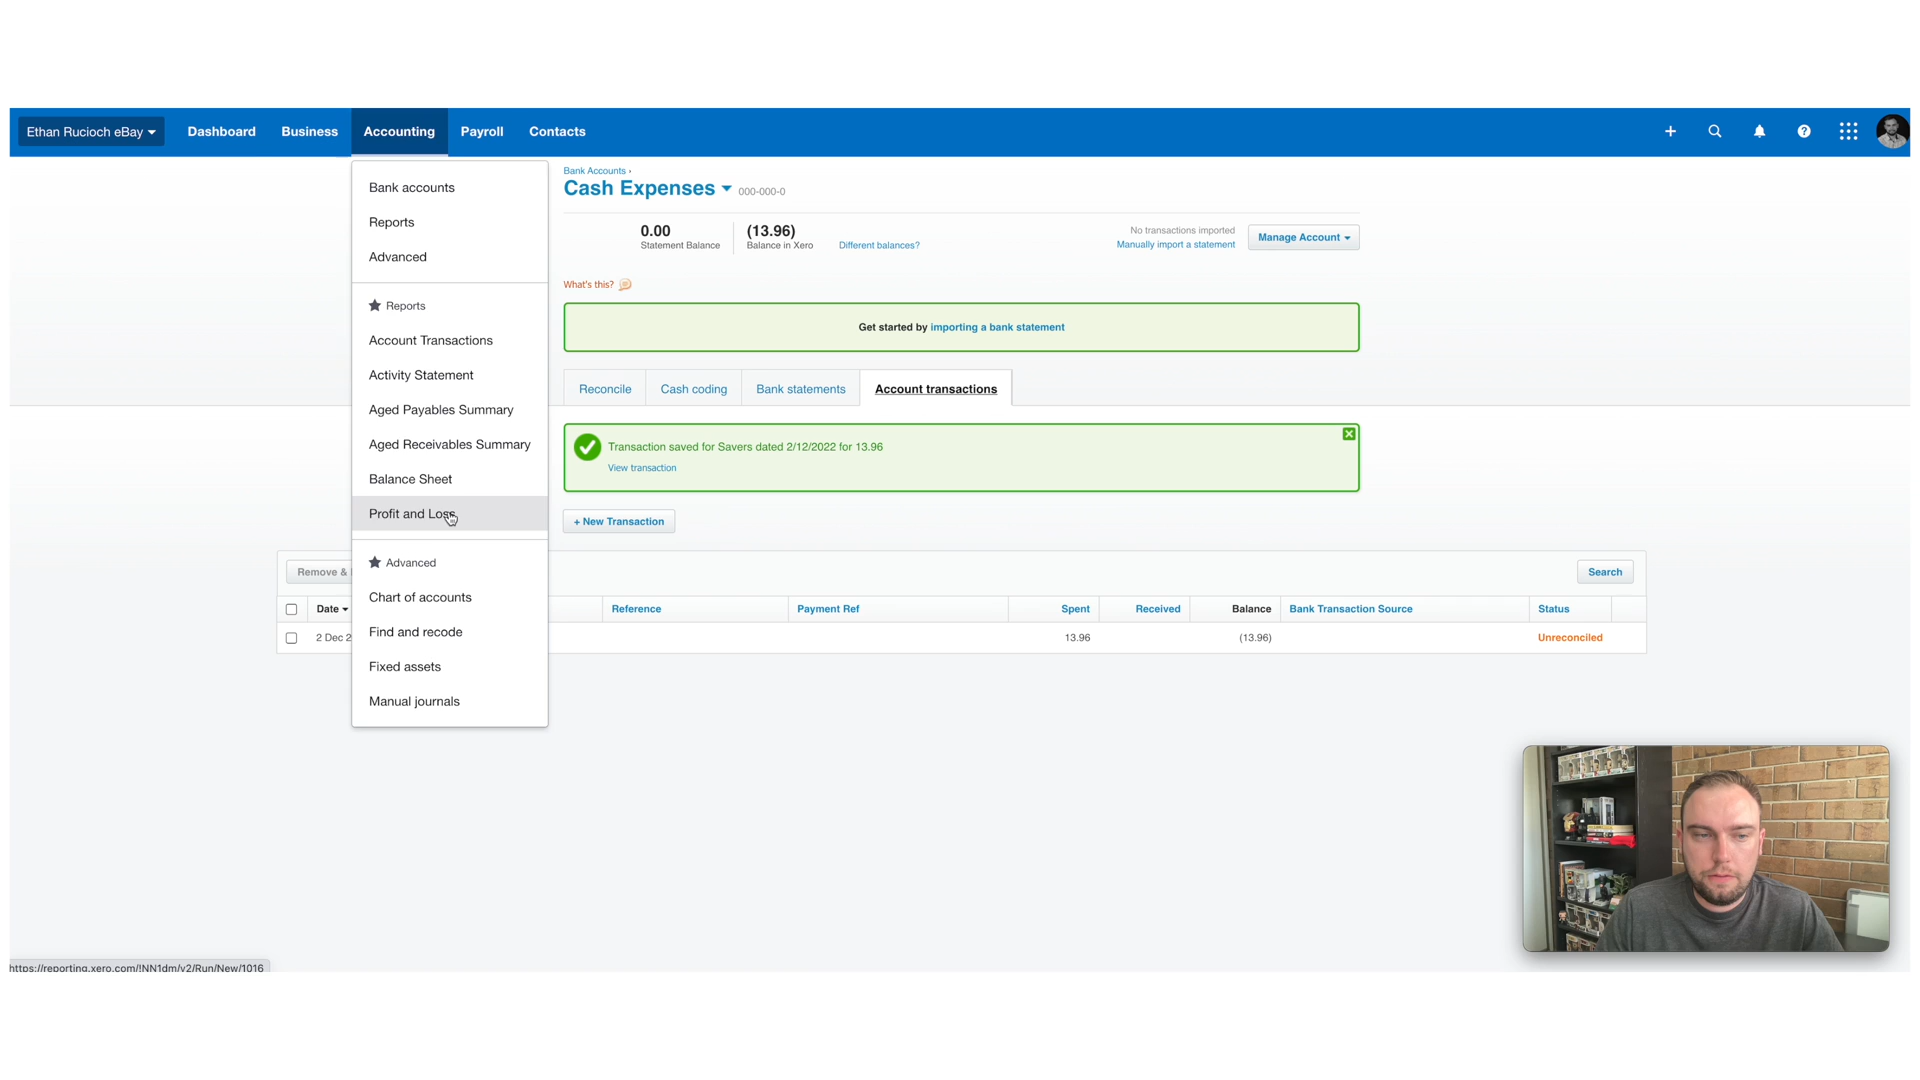 Ethan Rucioch eBay
Dashboard
Business
Accounting
Payroll
Contacts
Bank accounts
Reports
Advanced
Reports
Account Transactions
Activity Statement
Aged Payables Summary
Aged Receivables Summary
Balance Sheet
Profit and Loss
Advanced
Chart of accounts
Find and recode
Fixed assets
Manual journals
Bank Accounts ›
Cash Expenses 000-000-0
0.00
Statement Balance
(13.96)
Balance in Xero
Different balances?
No transactions imported
Manually import a statement
Manage Account
What's this?
Get started by importing a bank statement
Reconcile
Cash coding
Bank statements
Account transactions
Transaction saved for Savers dated 2/12/2022 for 13.96
View transaction
+ New Transaction
Remove &
Search
Date
Reference
Payment Ref
Spent
Received
Balance
Bank Transaction Source
Status
2 Dec 2
13.96
(13.96)
Unreconciled
https://reporting.xero.com/!NN1dm/v2/Run/New/1016